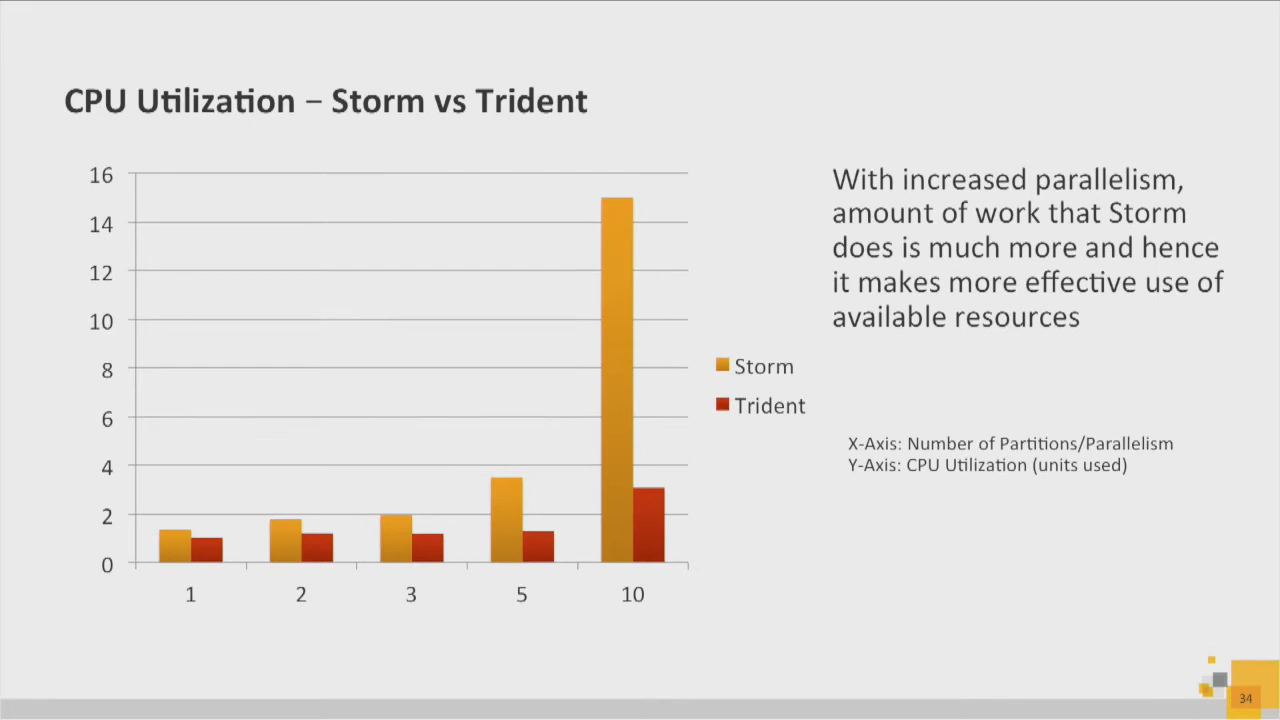 CPU Utilization – Storm vs Trident
16
14
12
10
8
6
4
2
0
1 2 3 5 10
Storm
Trident
With increased parallelism,
amount of work that Storm
does is much more and hence
it makes more effective use of
available resources
X-Axis: Number of Partitions/Parallelism
Y-Axis: CPU Utilization (units used)
34